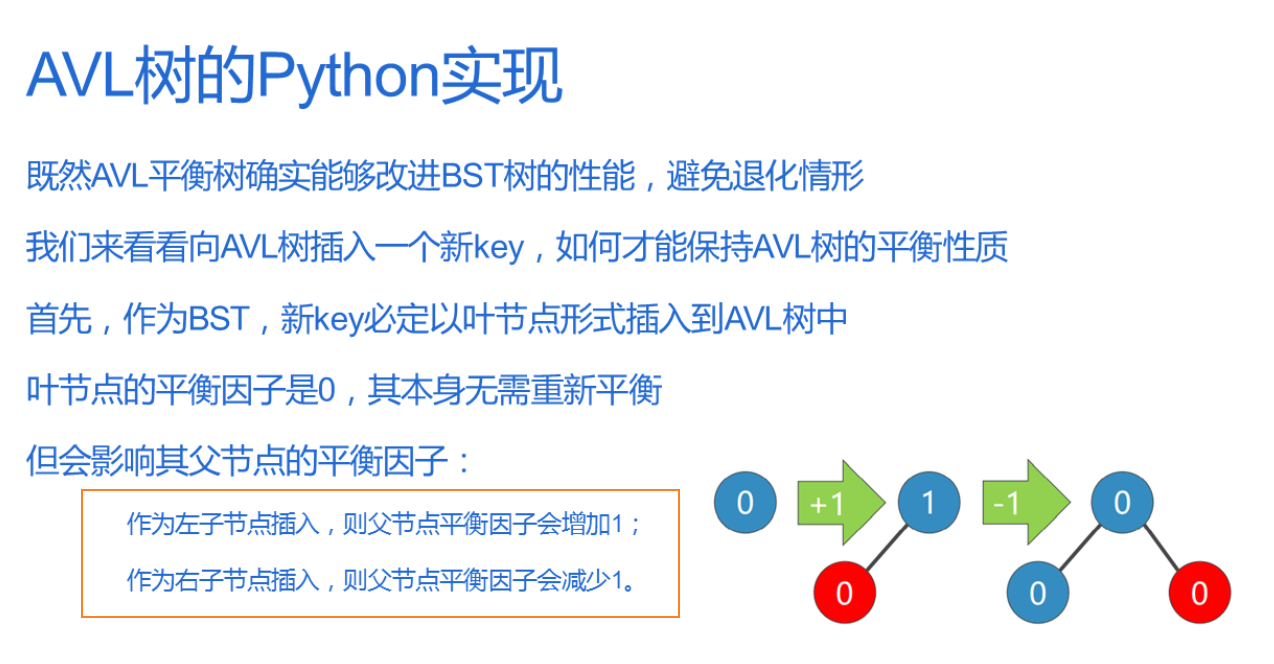 AVL树的Python实现
既然AVL平衡树确实能够改进BST树的性能，避免退化情形
我们来看看向AVL树插入一个新key，如何才能保持AVL树的平衡性质
首先，作为BST，新key必定以叶节点形式插入到AVL树中
叶节点的平衡因子是0，其本身无需重新平衡
但会影响其父节点的平衡因子：
作为左子节点插入，则父节点平衡因子会增加1；
作为右子节点插入，则父节点平衡因子会减少1。
0 +1 1 -1 0
0 0 0